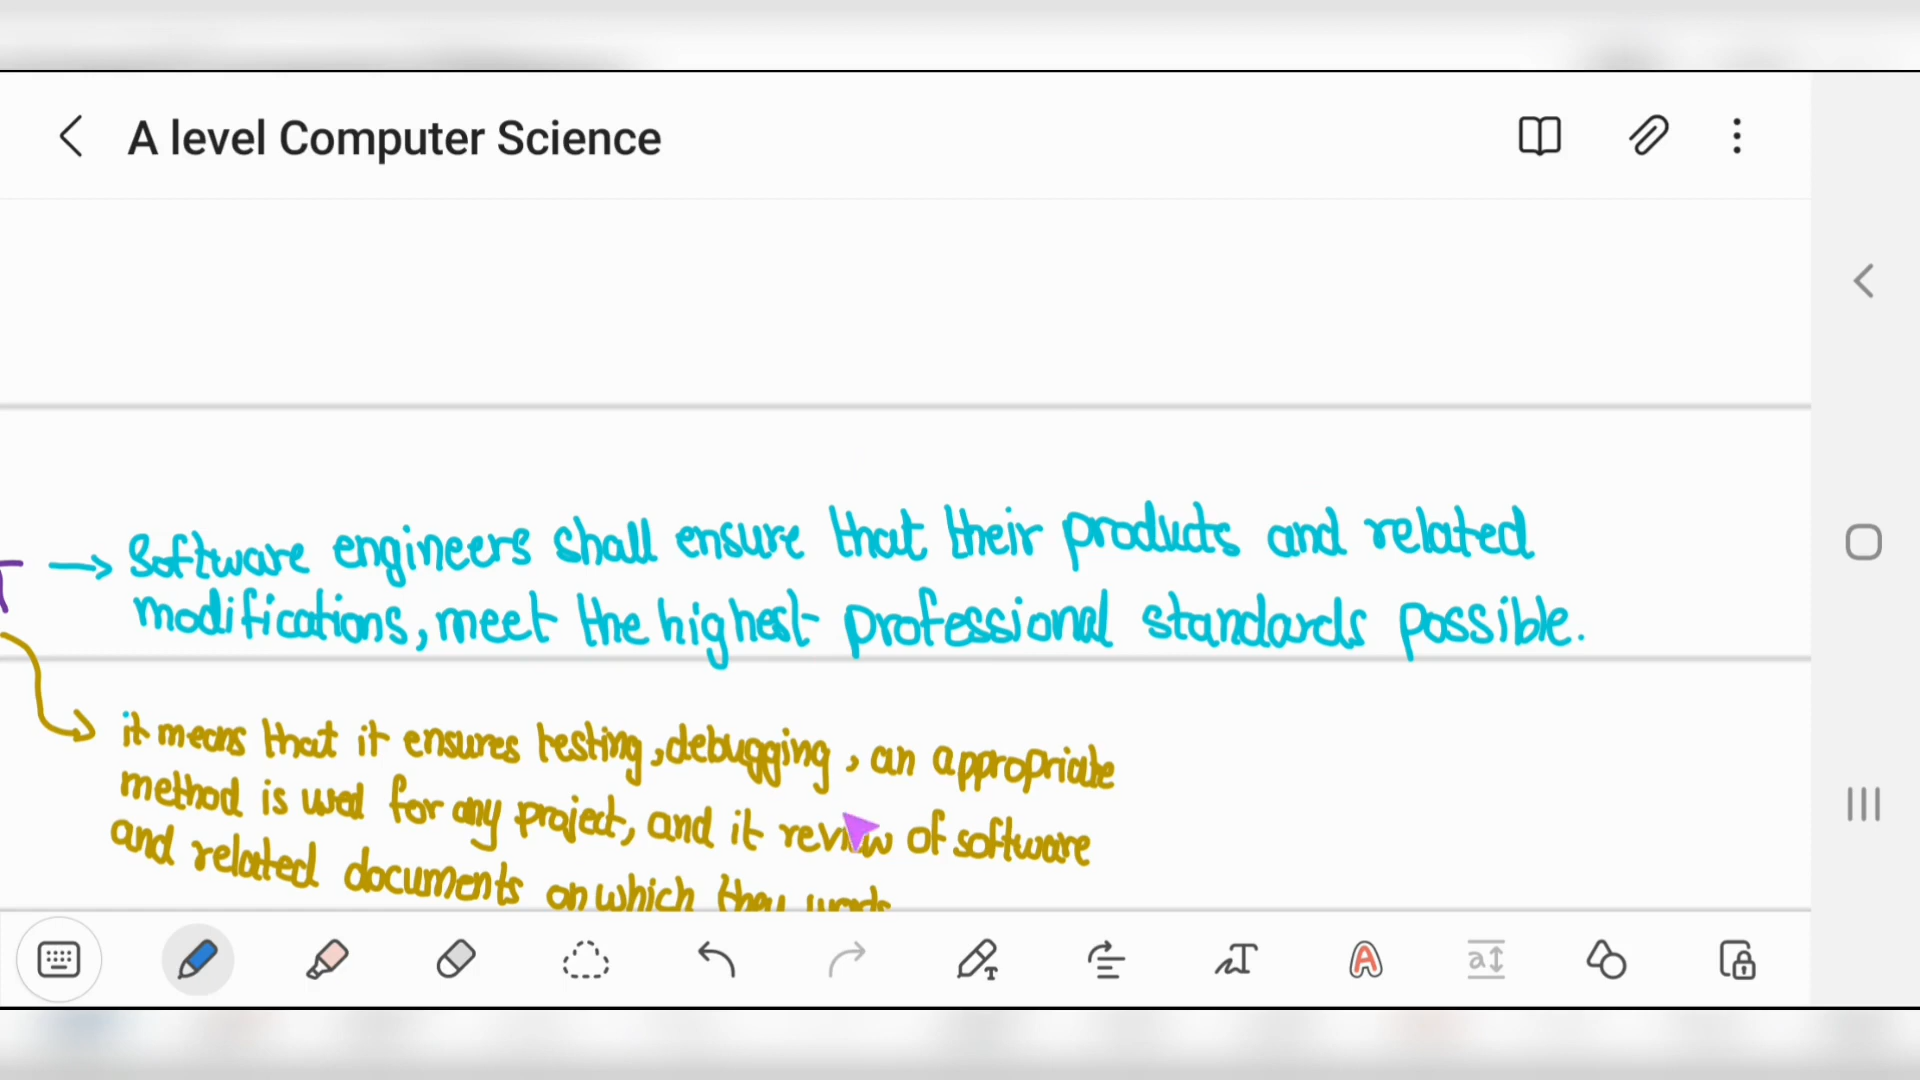 A level Computer Science
Software engineers shall ensure that their products and related
modifications, meet the highest professional standards possible.
it means that it ensures testing, debugging, an appropriate
method is used for any project, and it review of software
and related documents on which they